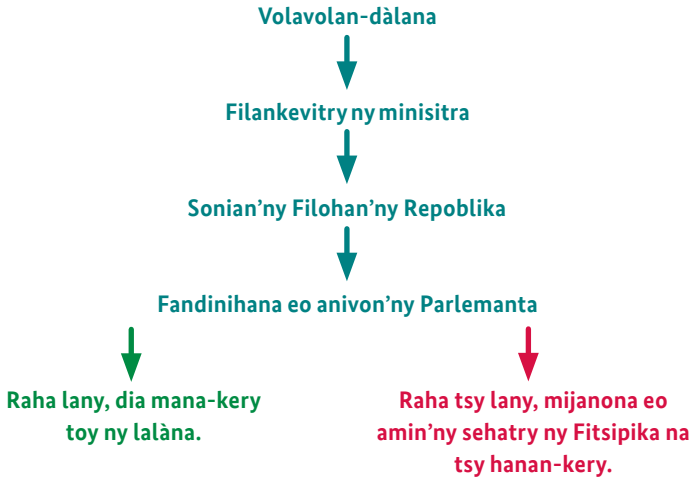 Volavolan-dàlana
Filankevitry ny minisitra
Sonian’ny Filohan’ny Repoblika
Fandinihana eo anivon’ny Parlemanta
Raha lany, dia mana-kery
toy ny lalàna.
Raha tsy lany, mijanona eo
amin’ny sehatry ny Fitsipika na
tsy hanan-kery.